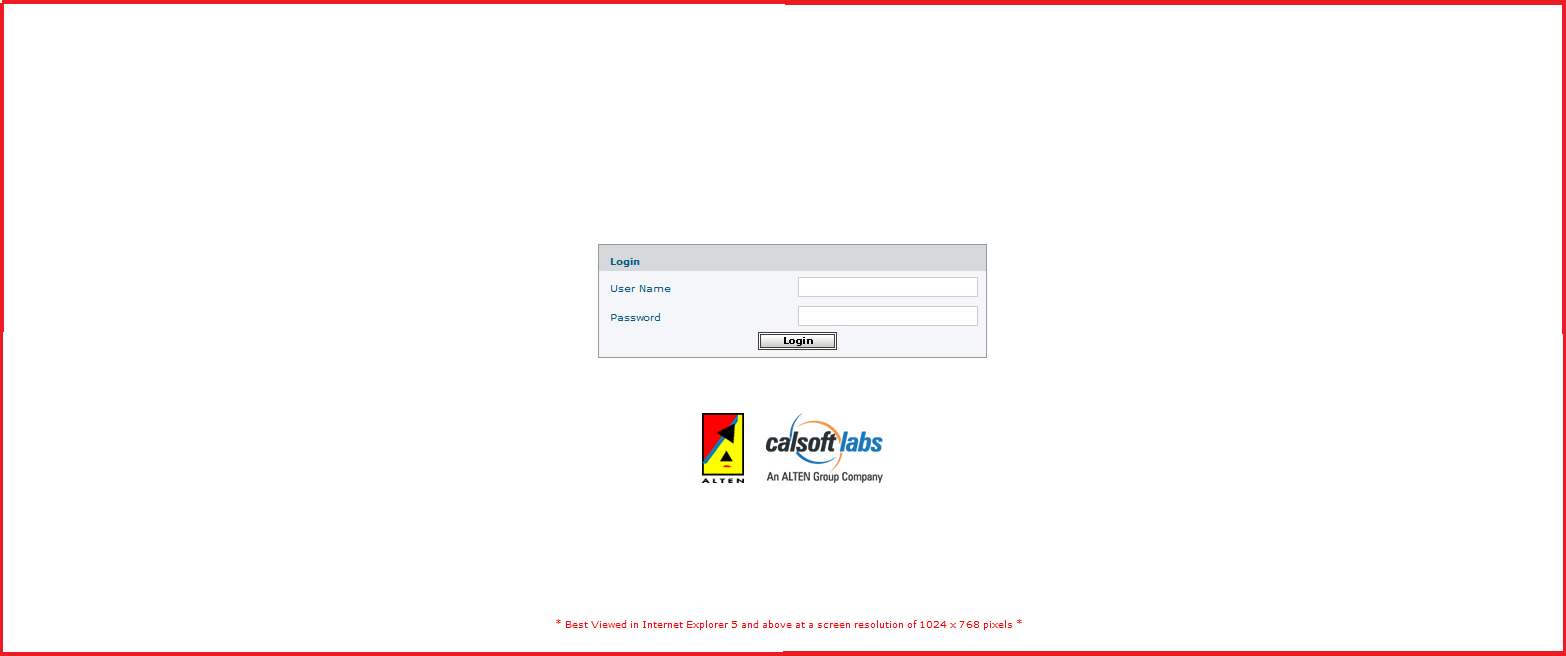 Login
User Name
Password
Login
ALTEN
calsoft labs
An ALTEN Group Company
* Best Viewed in Internet Explorer 5 and above at a screen resolution of 1024 x 768 pixels *